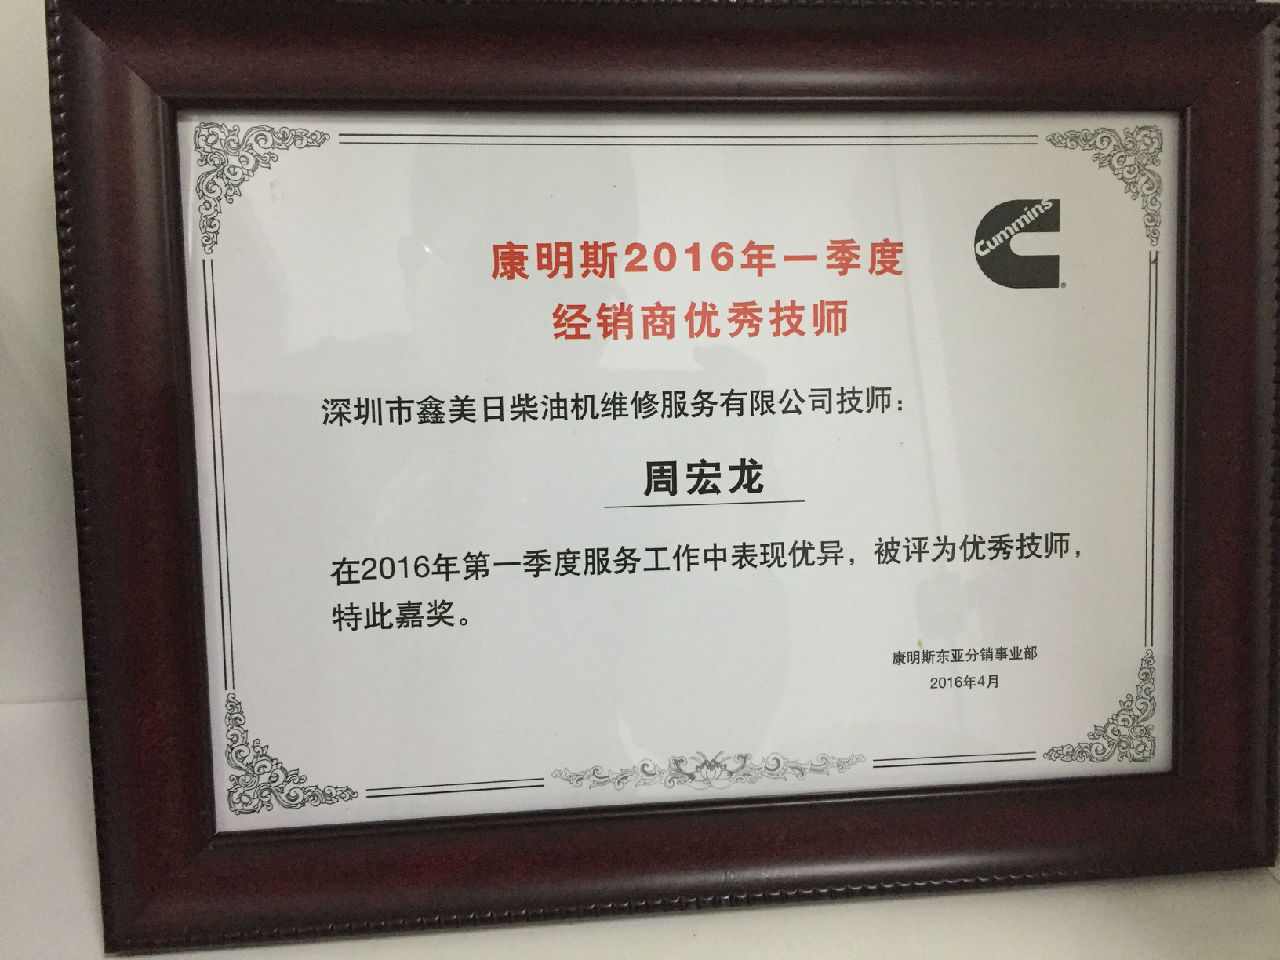 Cummins
康明斯2016年一季度
经销商优秀技师
深圳市鑫美日柴油机维修服务有限公司技师：
周宏龙
在2016年第一季度服务工作中表现优异，被评为优秀技师，
特此嘉奖。
康明斯东亚分销事业部
2016年4月